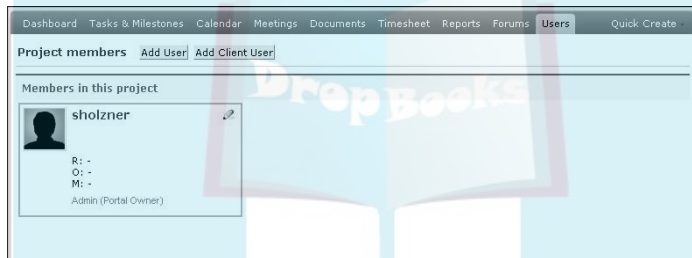 Dashboard Tasks & Milestones Calendar Meetings Documents Timesheet Reports Forums Users Quick Create
Project members Add User Add Client User
Members in this project
sholzner
R: -
O: -
M: -
Admin (Portal Owner)
DropBooks